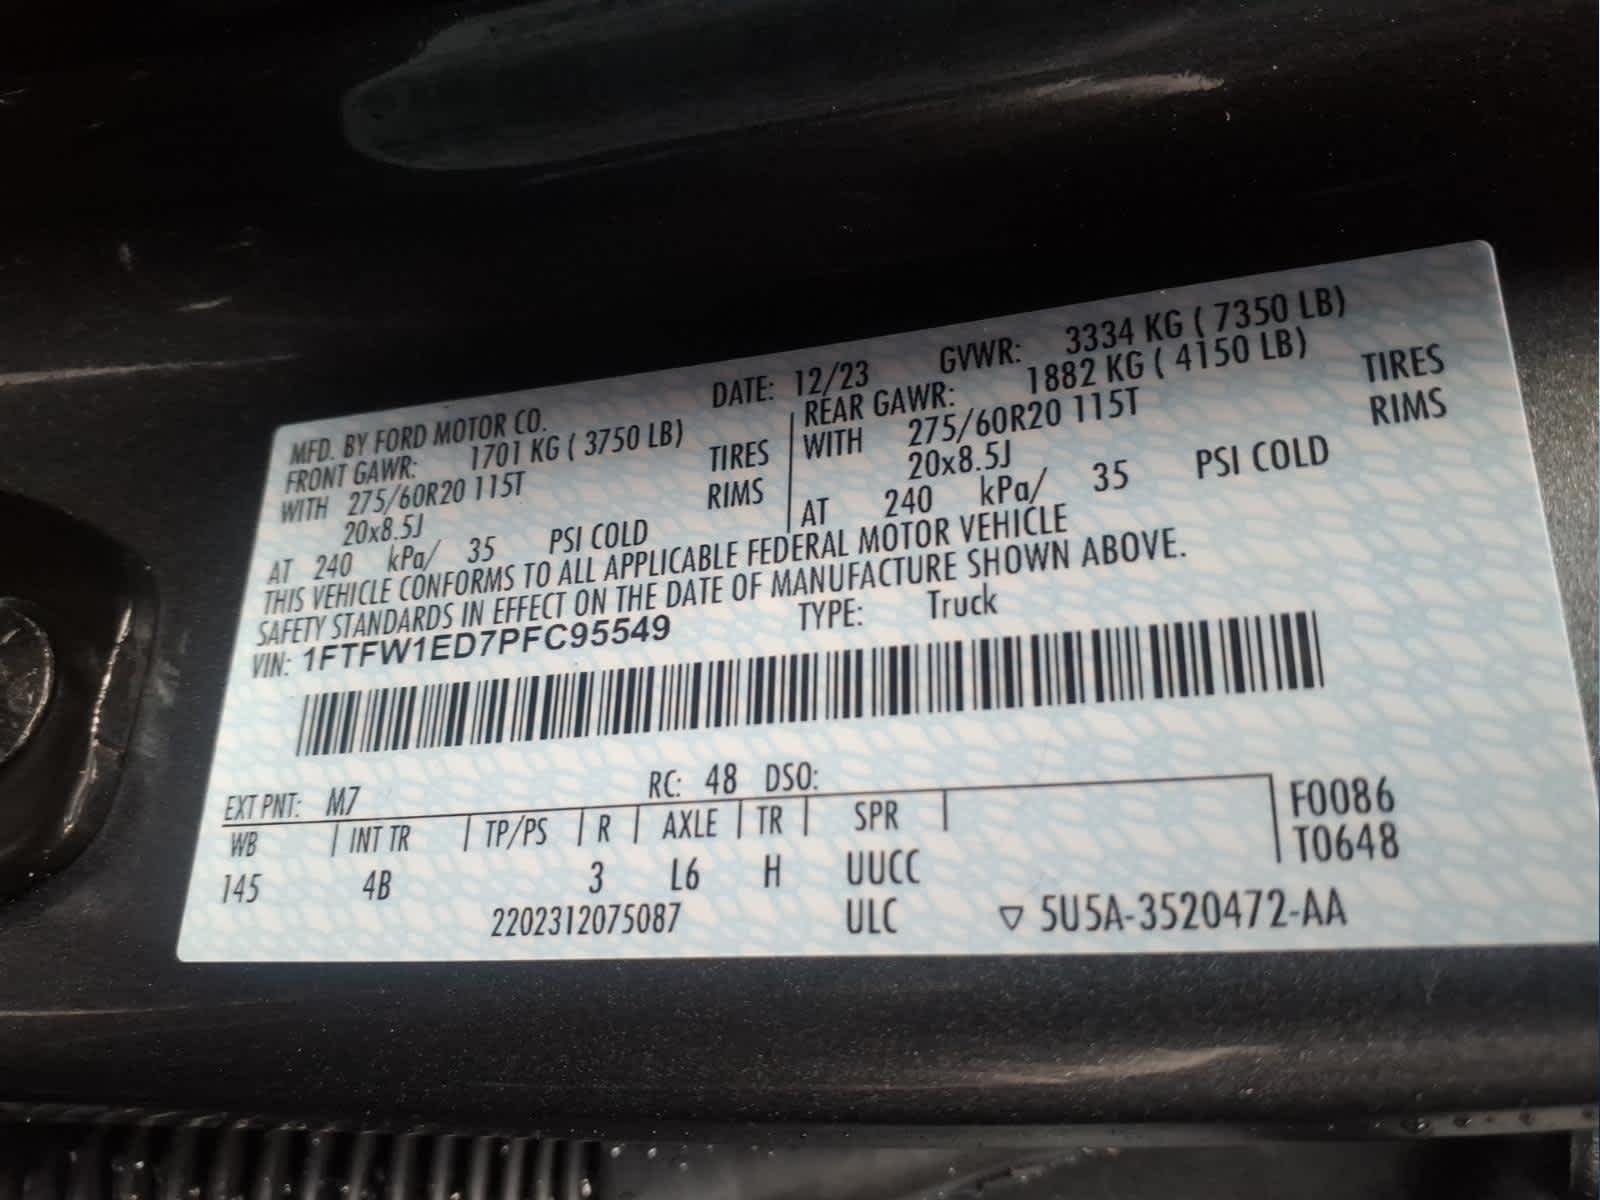 MFD. BY FORD MOTOR CO. DATE: 12/23 GVWR: 3334 KG ( 7350 LB)
FRONT GAWR: 1701 KG ( 3750 LB)
WITH 275/60R20 115T TIRES
20x8.5J RIMS
AT 240 kPa/ 35 PSI COLD
REAR GAWR: 1882 KG ( 4150 LB)
WITH 275/60R20 115T TIRES
20x8.5J RIMS
AT 240 kPa/ 35 PSI COLD
THIS VEHICLE CONFORMS TO ALL APPLICABLE FEDERAL MOTOR VEHICLE
SAFETY STANDARDS IN EFFECT ON THE DATE OF MANUFACTURE SHOWN ABOVE.
VIN: 1FTFW1ED7PFC95549 TYPE: Truck
EXT PNT: M7 RC: 48 DSO:
WB INT TR TP/PS R AXLE TR SPR F0086
T0648
145 4B 3 L6 H UUCC
2202312075087 ULC ▽ 5U5A-3520472-AA